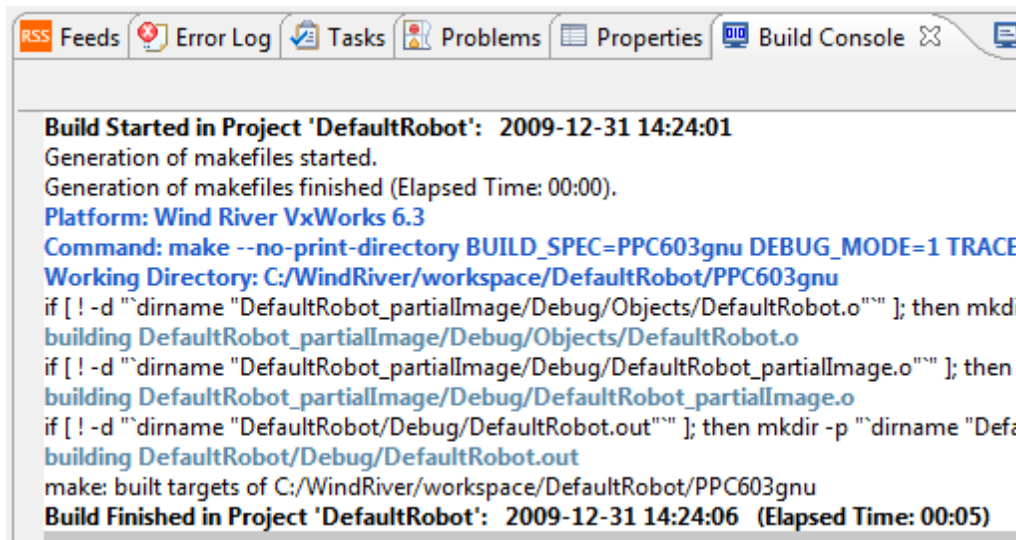 RSS Feeds Error Log Tasks Problems Properties 010 Build Console
Build Started in Project 'DefaultRobot': 2009-12-31 14:24:01
Generation of makefiles started.
Generation of makefiles finished (Elapsed Time: 00:00).
Platform: Wind River VxWorks 6.3
Command: make --no-print-directory BUILD_SPEC=PPC603gnu DEBUG_MODE=1 TRACE
Working Directory: C:/WindRiver/workspace/DefaultRobot/PPC603gnu
if [ ! -d "`dirname "DefaultRobot_partialImage/Debug/Objects/DefaultRobot.o"`" ]; then mkdi
building DefaultRobot_partialImage/Debug/Objects/DefaultRobot.o
if [ ! -d "`dirname "DefaultRobot_partialImage/Debug/DefaultRobot_partialImage.o"`" ]; then
building DefaultRobot_partialImage/Debug/DefaultRobot_partialImage.o
if [ ! -d "`dirname "DefaultRobot/Debug/DefaultRobot.out"`" ]; then mkdir -p "`dirname "Defa
building DefaultRobot/Debug/DefaultRobot.out
make: built targets of C:/WindRiver/workspace/DefaultRobot/PPC603gnu
Build Finished in Project 'DefaultRobot': 2009-12-31 14:24:06 (Elapsed Time: 00:05)